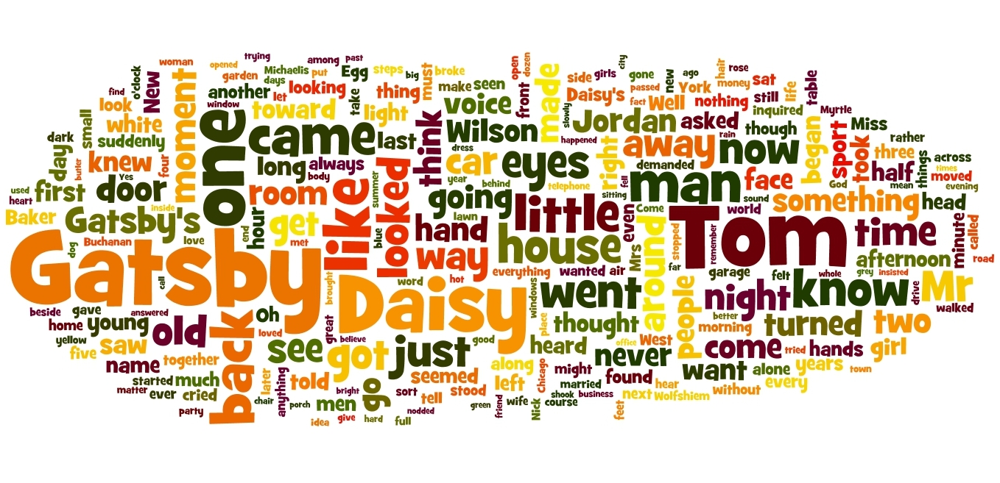 trying
among
past
woman
opened
garden
Michaelis
put
Egg
steps
big
broke
must
open
dozen
city
hair
rose
o'clock
New
moment
days
another
let
looking
take
thing
make
seen
front
made
side
girls
gone
new
ago
York
money
sat
life
table
find
look
window
one
toward
light
voice
slowly
Daisy's
passed
fact
Well
nothing
still
inquired
Myrtle
small
white
suddenly
came
last
think
Wilson
happened
Jordan
asked
though
began
sport
Miss
dark
day
butler
knew
four
long
always
dress
car
eyes
right
away
rain
now
took
rather
three
things
across
Yes
door
body
summer
looked
year
behind
telephone
demanded
fell
man
face
God
half
mean
times
moved
evening
used
first
room
like
going
sitting
sound
something
head
heart
inside
Baker
Gatsby's
hour
get
lawn
little
even
Come
world
end
love
Buchanan
met
blue
hand
house
around
stopped
Tom
remember
time
minute
called
dog
Gatsby
way
Mrs
road
afternoon
everything
wanted
air
far
garage
felt
grey
insisted
call
brought
word
hot
Daisy
windows
went
people
night
whole
know
drive
Mr
walked
beside
gave
answered
oh
great
place
thought
better
morning
turned
two
home
young
old
back
loved
believe
good
yellow
five
saw
see
got
just
heard
office
West
come
tried
hands
girl
name
together
later
anything
along
Chicago
might
never
want
alone
years
town
started
much
told
bright
go
seemed
left
married
found
hear
every
matter
ever
cried
chair
porch
men
sort
tell
stood
friend
wife
Nick
shook
business
course
next
Wolfshiem
without
party
idea
give
hard
nodded
full
green
feet